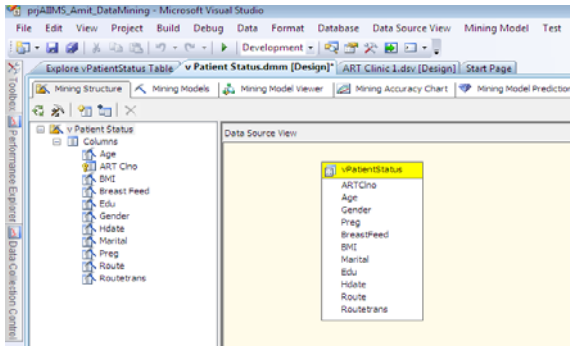 prjAIIMS_Amit_DataMining - Microsoft Visual Studio
File Edit View Project Build Debug Data Format Database Data Source View Mining Model Test
Development
Explore vPatientStatus Table v Patient Status.dmm [Design]* ART Clinic 1.dsv [Design] Start Page
Mining Structure Mining Models Mining Model Viewer Mining Accuracy Chart Mining Model Prediction
Toolbox
Performance Explorer
Data Collection Control
v Patient Status
Columns
Age
ART Clno
BMI
Breast Feed
Edu
Gender
Hdate
Marital
Preg
Route
Routetrans
Data Source View
vPatientStatus
ARTClno
Age
Gender
Preg
BreastFeed
BMI
Marital
Edu
Hdate
Route
Routetrans